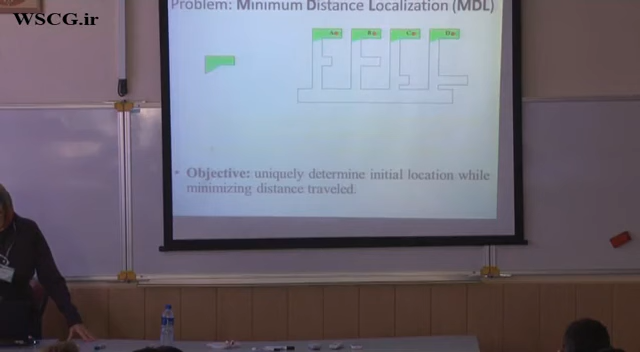 WSCG.ir
Problem: Minimum Distance Localization (MDL)
A
B
C
D
• Objective: uniquely determine initial location while
minimizing distance traveled.